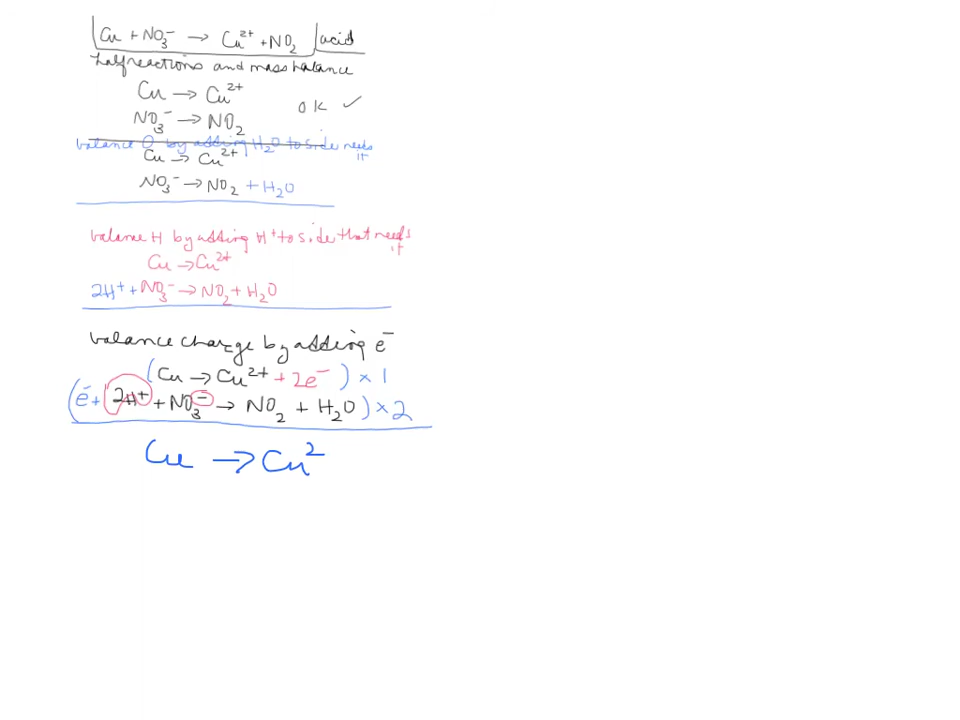 Cu + NO₃⁻ → Cu²⁺ + NO₂ acid
half reactions and mass balance
Cu → Cu²⁺
OK ✓
NO₃⁻ → NO₂
balance O by adding H₂O to side needs it
Cu → Cu²⁺
NO₃⁻ → NO₂ + H₂O
balance H by adding H⁺ to side that needs it
Cu → Cu²⁺
2H⁺ + NO₃⁻ → NO₂ + H₂O
balance charge by adding e⁻
(Cu → Cu²⁺ + 2e⁻) × 1
(e⁻ + 2H⁺ + NO₃⁻ → NO₂ + H₂O) × 2
Cu → Cu²